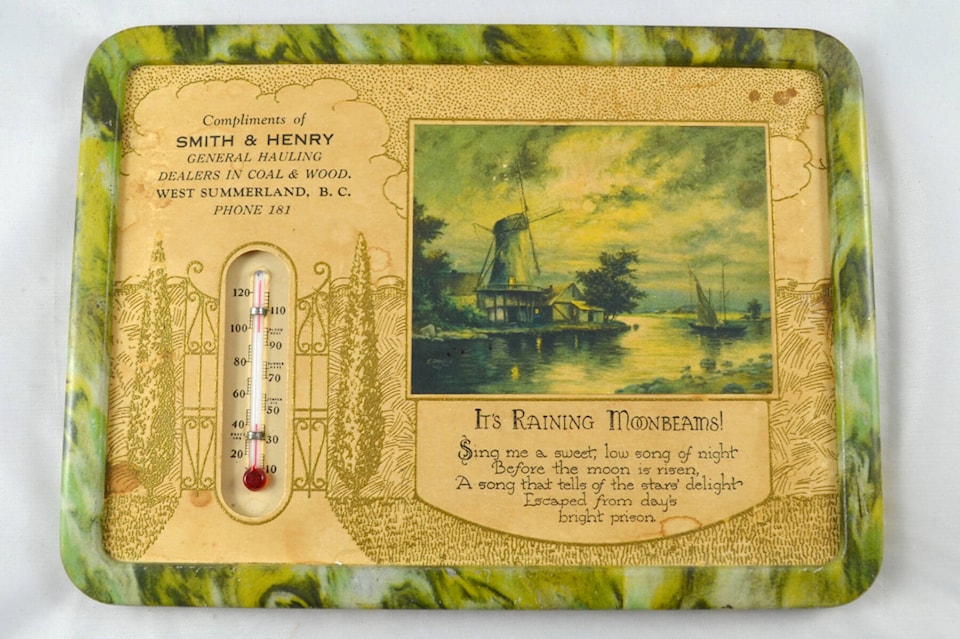 Compliments of
SMITH & HENRY
GENERAL HAULING
DEALERS IN COAL & WOOD.
WEST SUMMERLAND, B. C.
PHONE 181
120
110
100
90
80
70
60
50
40
30
20
10
IT'S RAINING MOONBEAMS!
Sing me a sweet, low song of night
Before the moon is risen,
A song that tells of the stars' delight
Escaped from day's
bright prison.